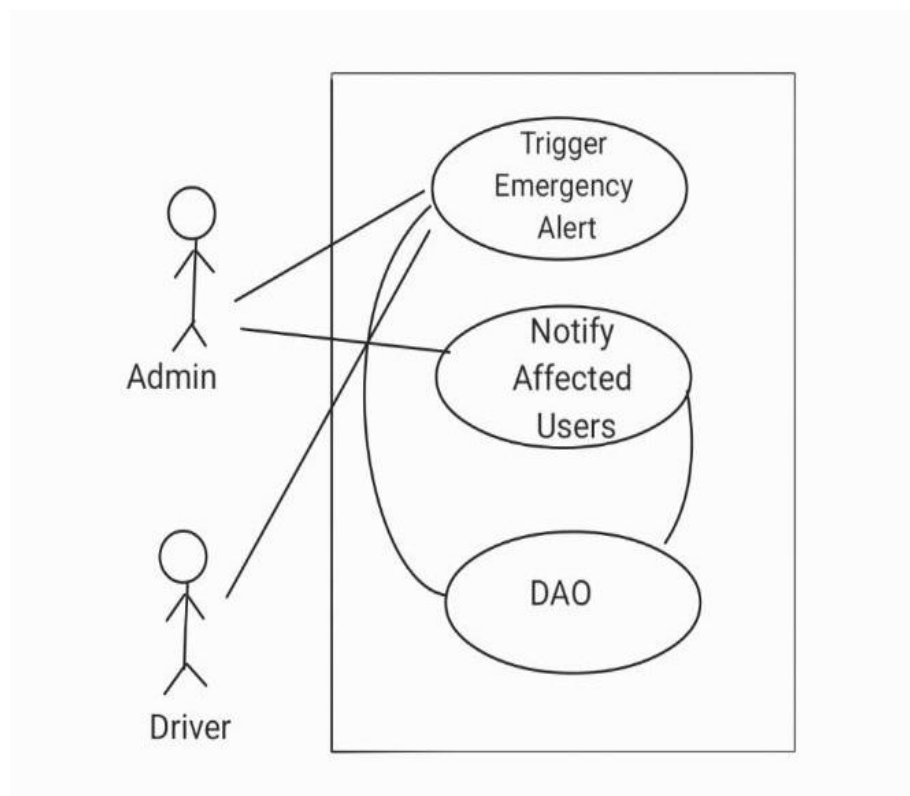 Trigger
Emergency
Alert
Notify
Affected
Users
DAO
Admin
Driver